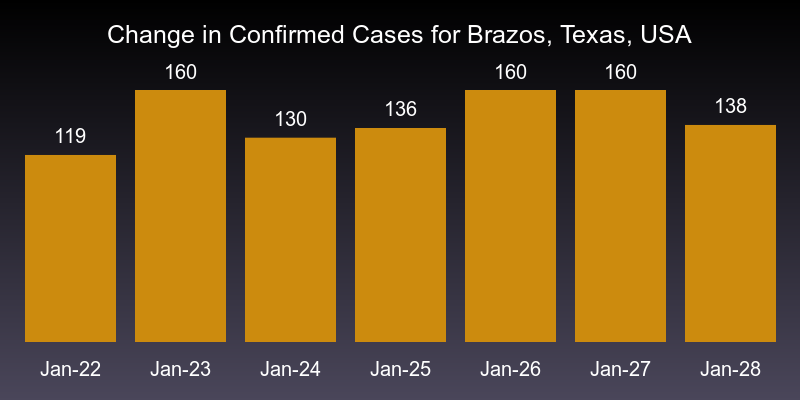 Change in Confirmed Cases for Brazos, Texas, USA
119
160
130
136
160
160
138
Jan-22
Jan-23
Jan-24
Jan-25
Jan-26
Jan-27
Jan-28